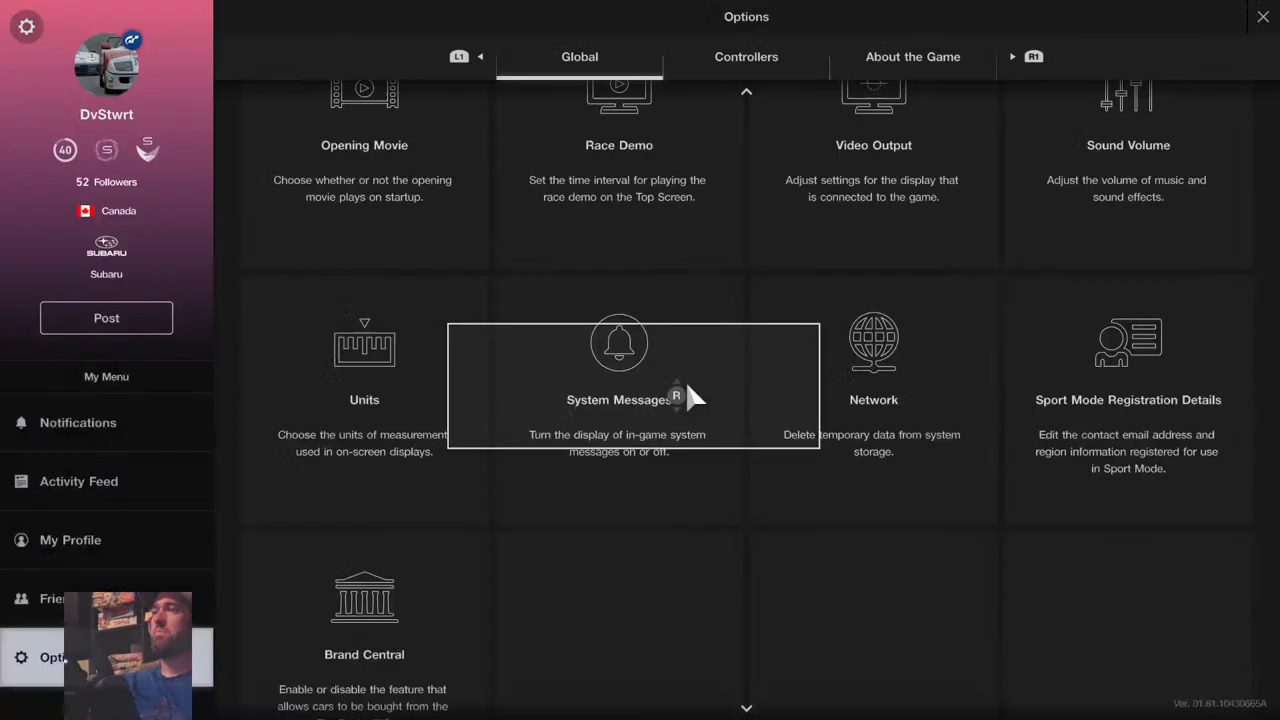 Options
L1
Global
Controllers
About the Game
R1
DvStwrt
40
S
S
52 Followers
Canada
SUBARU
Subaru
Post
My Menu
Notifications
Activity Feed
My Profile
Opening Movie
Choose whether or not the opening
movie plays on startup.
Race Demo
Set the time interval for playing the
race demo on the Top Screen.
Video Output
Adjust settings for the display that
is connected to the game.
Sound Volume
Adjust the volume of music and
sound effects.
Units
Choose the units of measurement
used in on-screen displays.
System Messages
R
Turn the display of in-game system
messages on or off.
Network
Delete temporary data from system
storage.
Sport Mode Registration Details
Edit the contact email address and
region information registered for use
in Sport Mode.
Brand Central
Enable or disable the feature that
allows cars to be bought from the
Ver. 01.61.10430665A